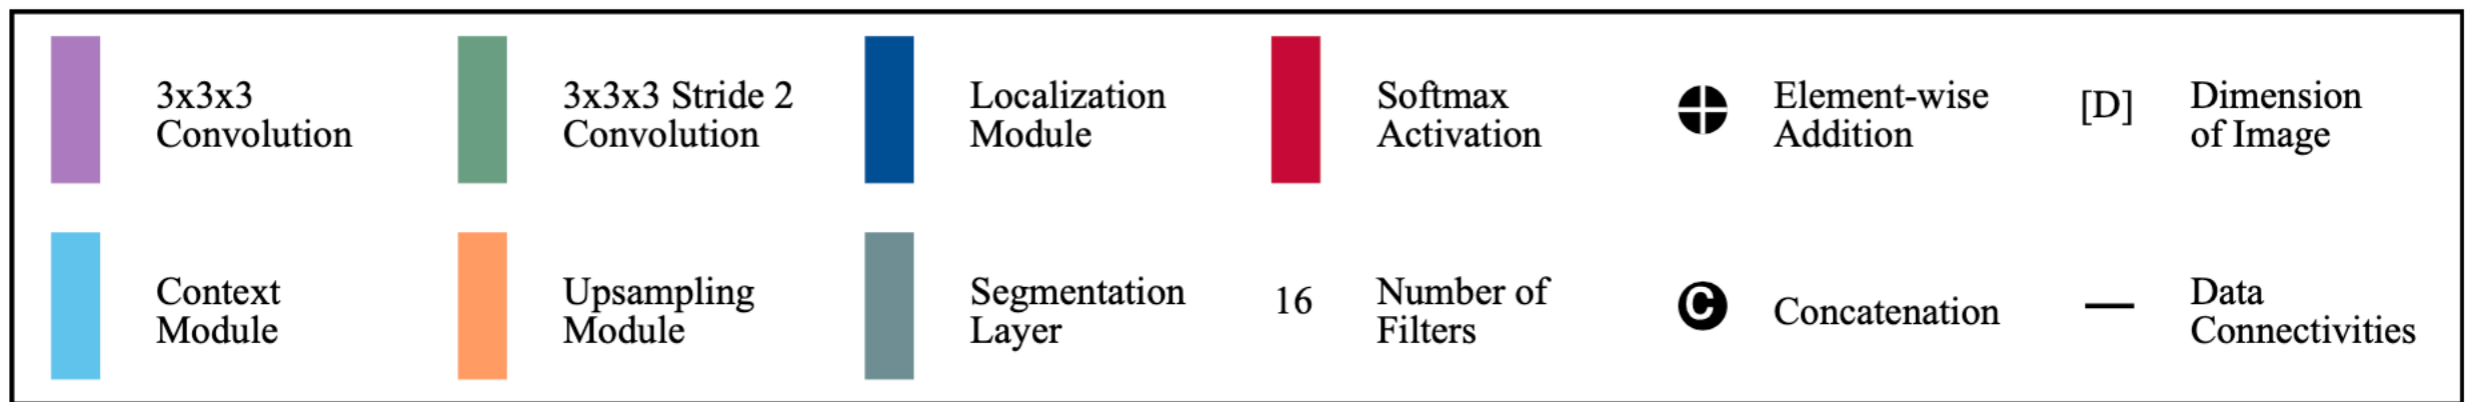 3x3x3
Convolution
3x3x3 Stride 2
Convolution
Localization
Module
Softmax
Activation
Element-wise
Addition
[D]
Dimension
of Image
Context
Module
Upsampling
Module
Segmentation
Layer
16
Number of
Filters
C
Concatenation
Data
Connectivities